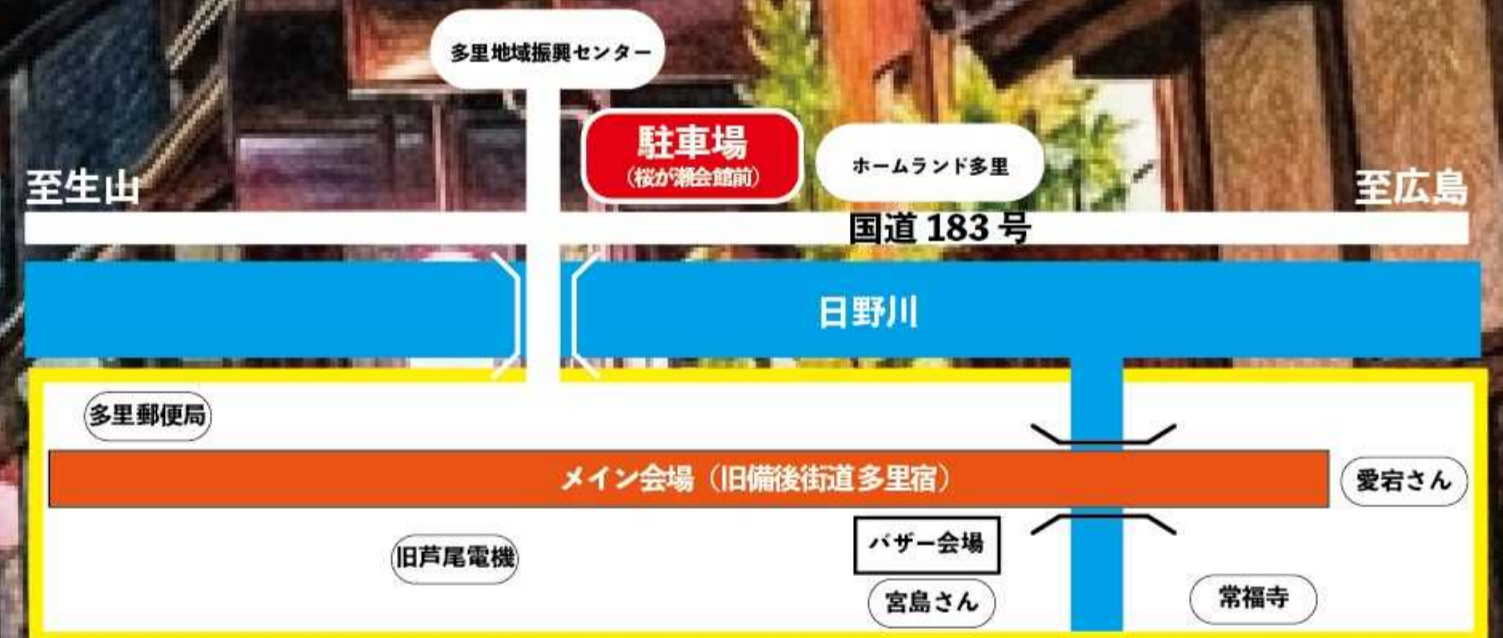 多里地域振興センター
駐車場
（桜が瀬会館前）
ホームランド多里
至生山
至広島
国道 183 号
日野川
多里郵便局
メイン会場（旧備後街道多里宿）
愛宕さん
旧芦尾電機
バザー会場
宮島さん
常福寺